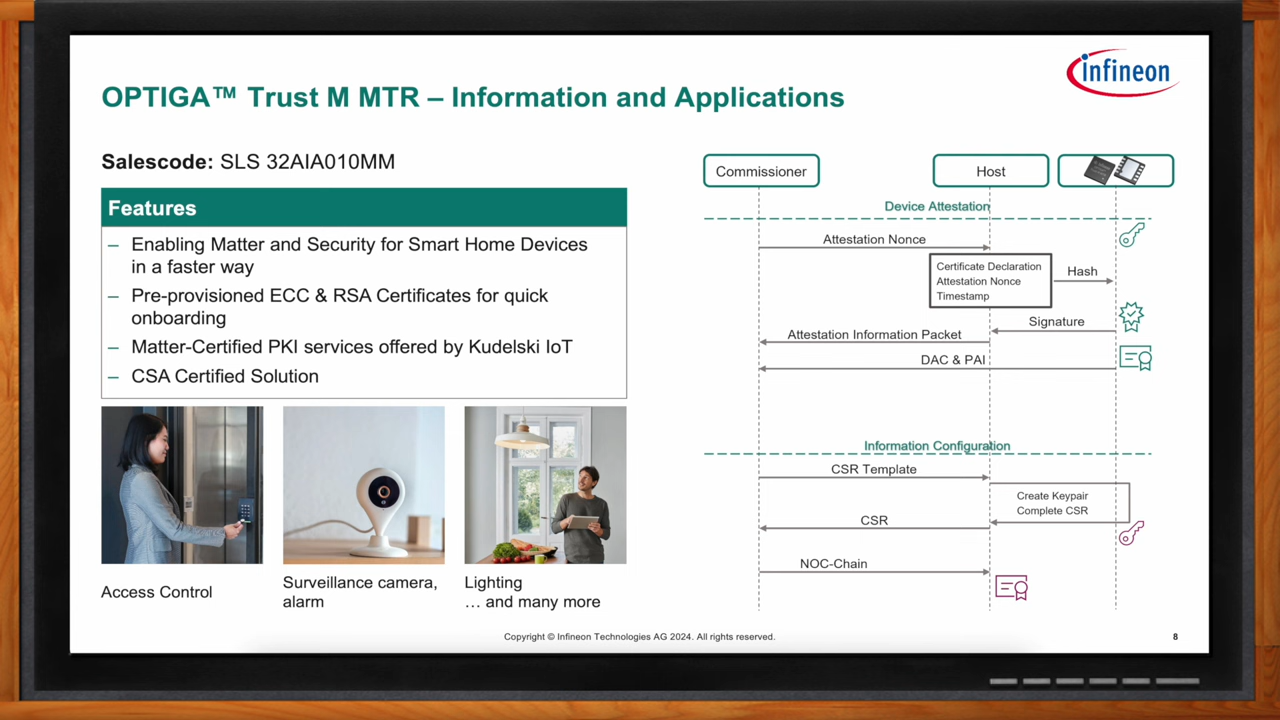 infineon
OPTIGA™ Trust M MTR – Information and Applications
Salescode: SLS 32AIA010MM
Features
– Enabling Matter and Security for Smart Home Devices
in a faster way
– Pre-provisioned ECC & RSA Certificates for quick
onboarding
– Matter-Certified PKI services offered by Kudelski IoT
– CSA Certified Solution
Access Control
Surveillance camera,
alarm
Lighting
… and many more
Commissioner
Host
Device Attestation
Attestation Nonce
Certificate Declaration
Attestation Nonce
Timestamp
Hash
Signature
Attestation Information Packet
DAC & PAI
Information Configuration
CSR Template
Create Keypair
Complete CSR
CSR
NOC-Chain
Copyright © Infineon Technologies AG 2024. All rights reserved.
8